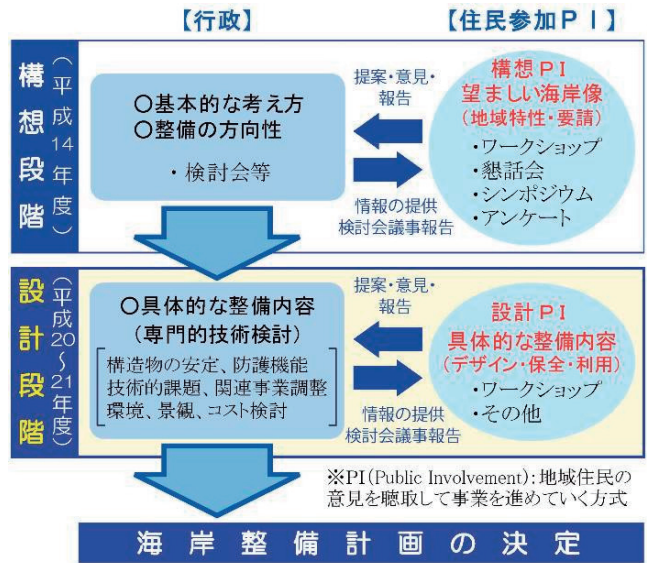 【行政】
【住民参加PI】
構想段階
(平成14年度)
○基本的な考え方
○整備の方向性
・検討会等
提案・意見・
報告
情報の提供
検討会議事報告
構想PI
望ましい海岸像
(地域特性・要請)
・ワークショップ
・懇話会
・シンポジウム
・アンケート
設計段階
(平成20～21年度)
○具体的な整備内容
(専門的技術検討)
構造物の安定、防護機能
技術的課題、関連事業調整
環境、景観、コスト検討
提案・意見・
報告
情報の提供
検討会議事報告
設計PI
具体的な整備内容
(デザイン・保全・利用)
・ワークショップ
・その他
※PI(Public Involvement):地域住民の
意見を聴取して事業を進めていく方式
海岸整備計画の決定